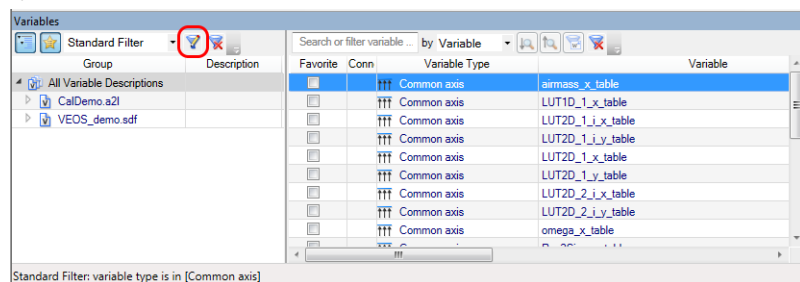 Variables
Standard Filter
Search or filter variable ... by Variable
Group Description Favorite Conn Variable Type Variable
All Variable Descriptions
CalDemo.a2l
VEOS_demo.sdf
Common axis airmass_x_table
Common axis LUT1D_1_x_table
Common axis LUT2D_1_i_x_table
Common axis LUT2D_1_i_y_table
Common axis LUT2D_1_x_table
Common axis LUT2D_1_y_table
Common axis LUT2D_2_i_x_table
Common axis LUT2D_2_i_y_table
Common axis omega_x_table
Standard Filter: variable type is in [Common axis]